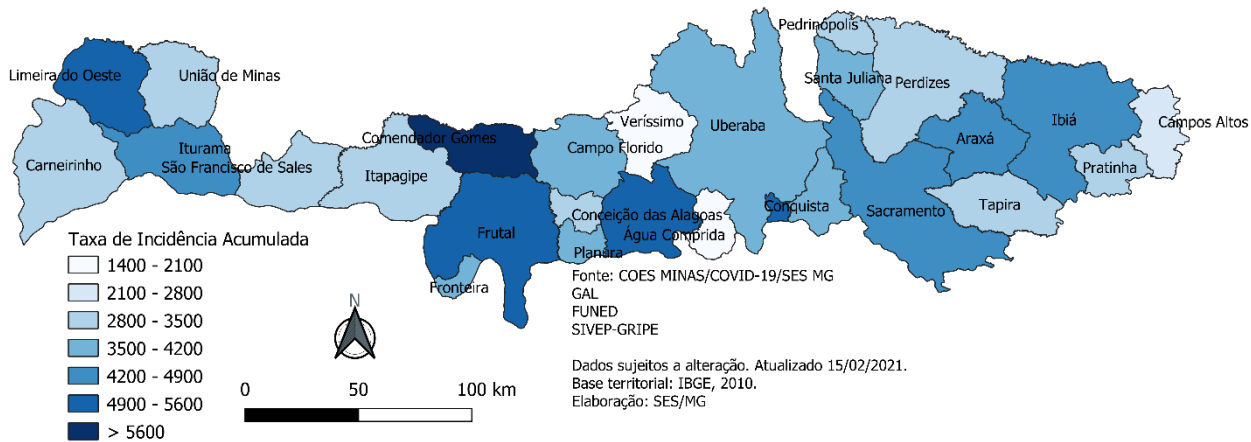 Pedrinópolis
Limeira do Oeste
União de Minas
Santa Juliana
Perdizes
Veríssimo
Uberaba
Ibiá
Campos Altos
Comendador Gomes
Araxá
Iturama
Campo Florido
Carneirinho
São Francisco de Sales
Itapagipe
Pratinha
Conceição das Alagoas
Conquista
Sacramento
Tapira
Frutal
Água Comprida
Planura
Fronteira
Taxa de Incidência Acumulada
1400 - 2100
2100 - 2800
2800 - 3500
3500 - 4200
4200 - 4900
4900 - 5600
> 5600
N
0 50 100 km
Fonte: COES MINAS/COVID-19/SES MG
GAL
FUNED
SIVEP-GRIPE
Dados sujeitos a alteração. Atualizado 15/02/2021.
Base territorial: IBGE, 2010.
Elaboração: SES/MG